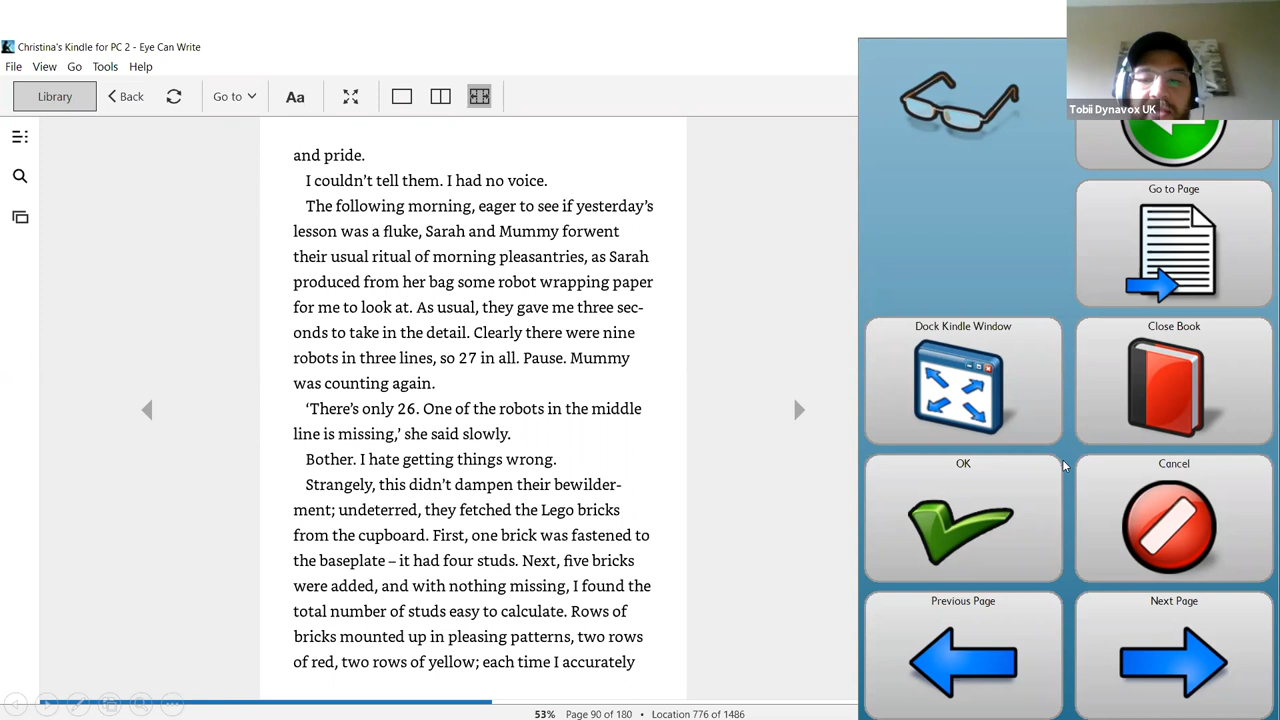 Christina's Kindle for PC 2 - Eye Can Write
File View Go Tools Help
Library Back Go to Aa
and pride.
I couldn’t tell them. I had no voice.
The following morning, eager to see if yesterday’s
lesson was a fluke, Sarah and Mummy forwent
their usual ritual of morning pleasantries, as Sarah
produced from her bag some robot wrapping paper
for me to look at. As usual, they gave me three sec-
onds to take in the detail. Clearly there were nine
robots in three lines, so 27 in all. Pause. Mummy
was counting again.
‘There’s only 26. One of the robots in the middle
line is missing,’ she said slowly.
Bother. I hate getting things wrong.
Strangely, this didn’t dampen their bewilder-
ment; undeterred, they fetched the Lego bricks
from the cupboard. First, one brick was fastened to
the baseplate – it had four studs. Next, five bricks
were added, and with nothing missing, I found the
total number of studs easy to calculate. Rows of
bricks mounted up in pleasing patterns, two rows
of red, two rows of yellow; each time I accurately
53% Page 90 of 180 • Location 776 of 1486
Tobii Dynavox UK
Go to Page
Dock Kindle Window
Close Book
OK
Cancel
Previous Page
Next Page